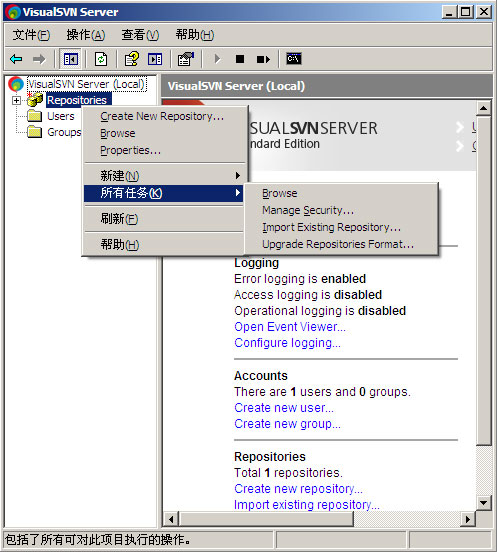 VisualSVN Server
文件(F) 操作(A) 查看(V) 帮助(H)
VisualSVN Server (Local)
Repositories
Users
Groups
Create New Repository...
Browse
Properties...
新建(N)
所有任务(K)
刷新(F)
帮助(H)
Browse
Manage Security...
Import Existing Repository...
Upgrade Repositories Format...
VisualSVN Server (Local)
SUALSVNSERVER
ndard Edition
Logging
Error logging is enabled
Access logging is disabled
Operational logging is disabled
Open Event Viewer...
Configure logging...
Accounts
There are 1 users and 0 groups.
Create new user...
Create new group...
Repositories
Total 1 repositories.
Create new repository...
Import existing repository...
包括了所有可对此项目执行的操作。